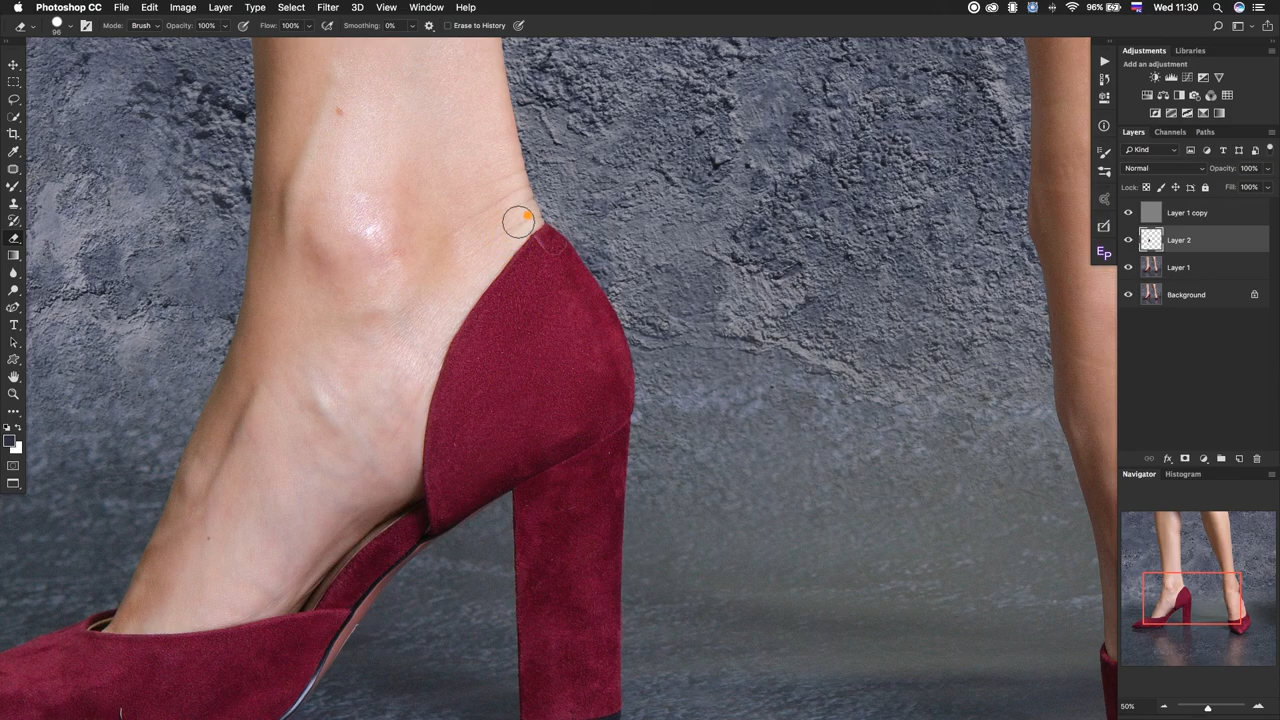 Photoshop CC File Edit Image Layer Type Select Filter 3D View Window Help 96% Wed 11:30
96 Mode: Brush Opacity: 100% Flow: 100% Smoothing: 0% Erase to History
Adjustments Libraries
Add an adjustment
Layers Channels Paths
Kind
Normal Opacity: 100%
Lock: Fill: 100%
Layer 1 copy
Layer 2
Layer 1
Background
EP
Navigator Histogram
50%